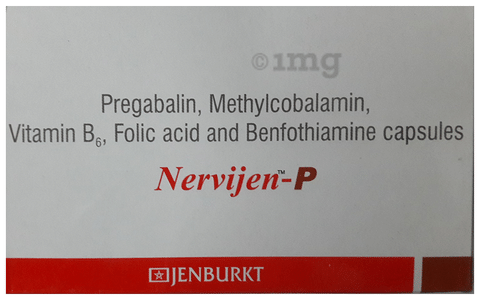 ©1mg
Pregabalin, Methylcobalamin,
Vitamin B₆, Folic acid and Benfothiamine capsules
Nervijen™-P
JENBURKT